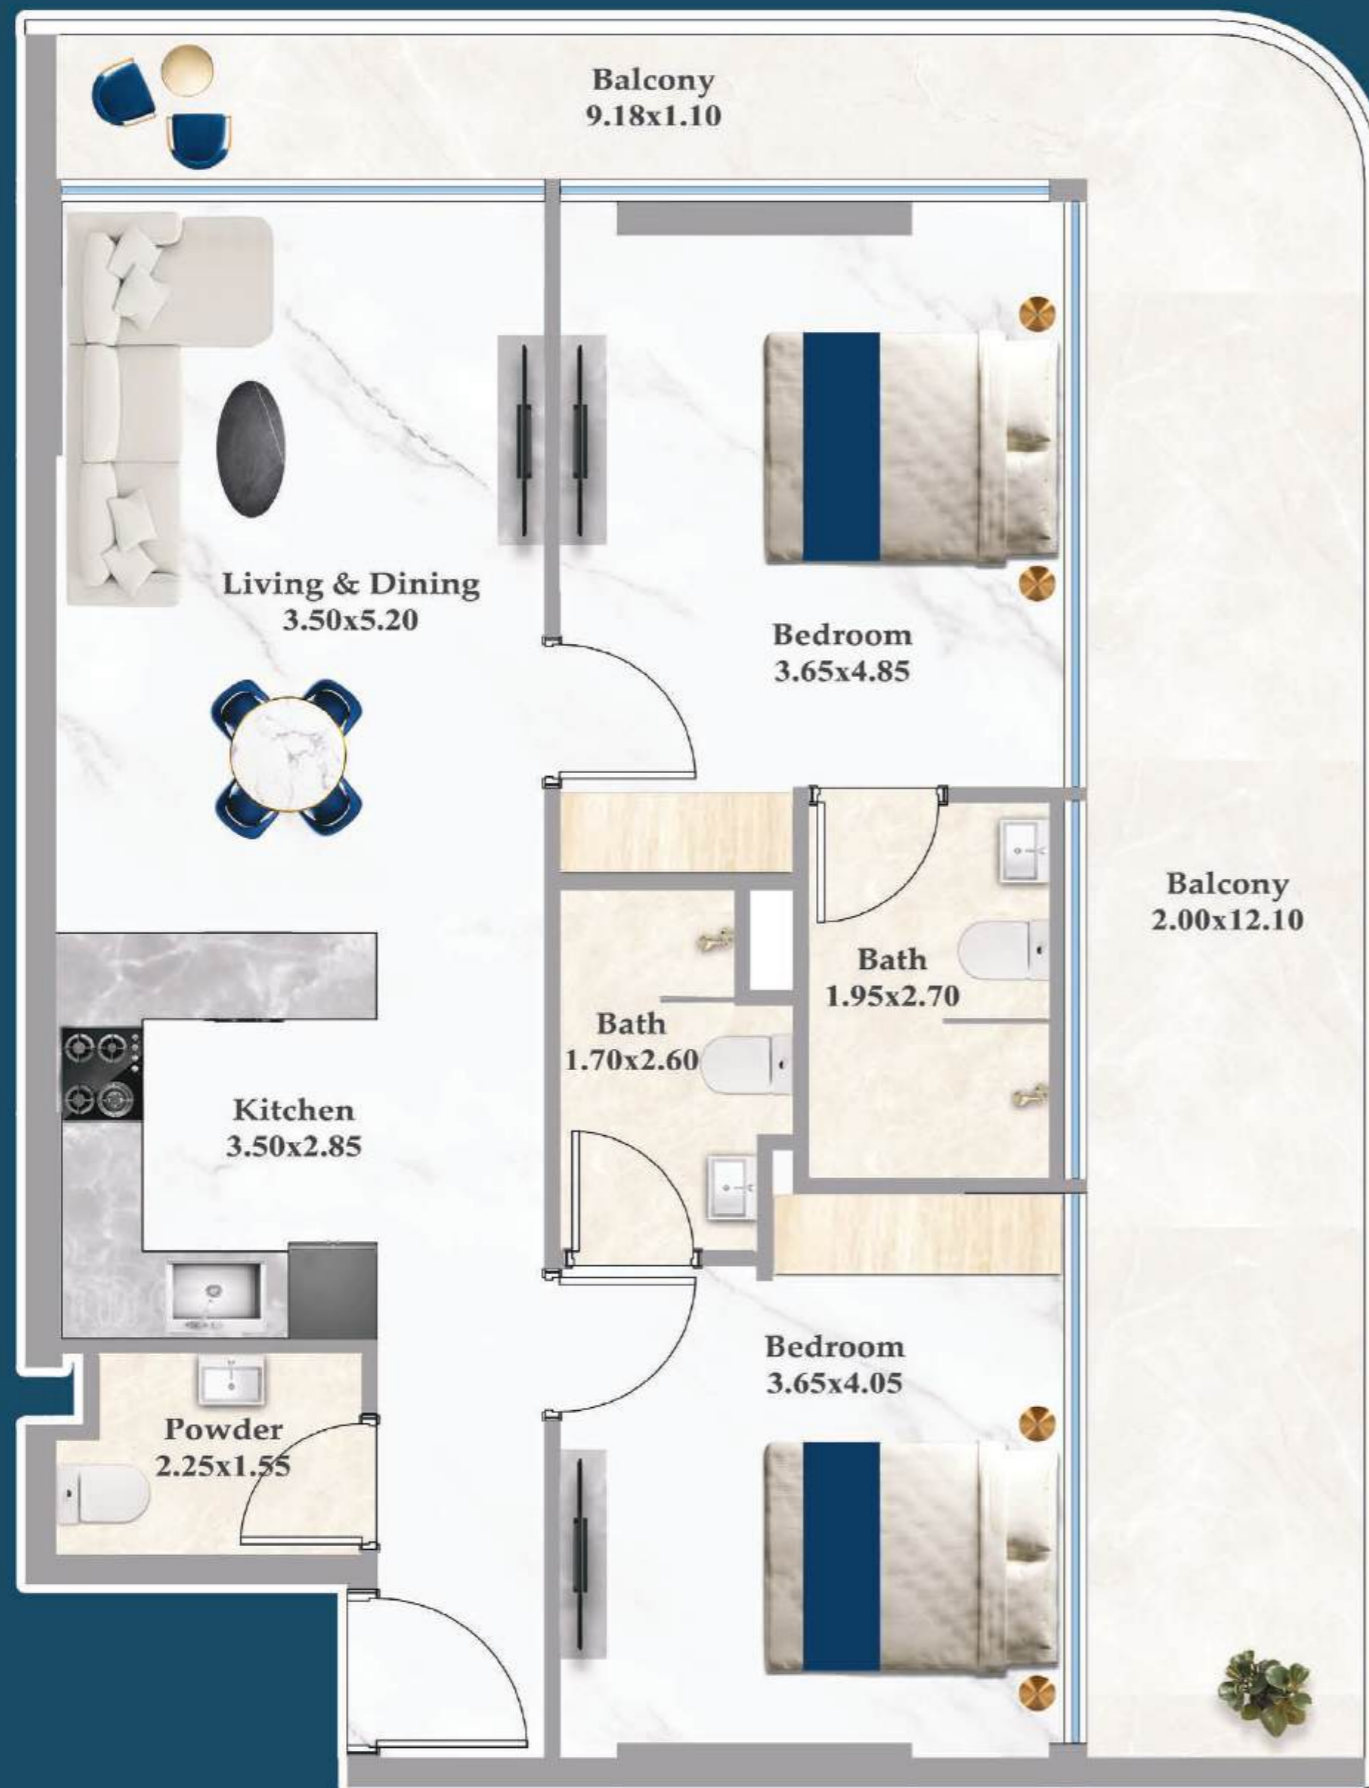 Balcony
9.18x1.10
Living & Dining
3.50x5.20
Bedroom
3.65x4.85
Balcony
2.00x12.10
Bath
1.95x2.70
Bath
1.70x2.60
Kitchen
3.50x2.85
Bedroom
3.65x4.05
Powder
2.25x1.55